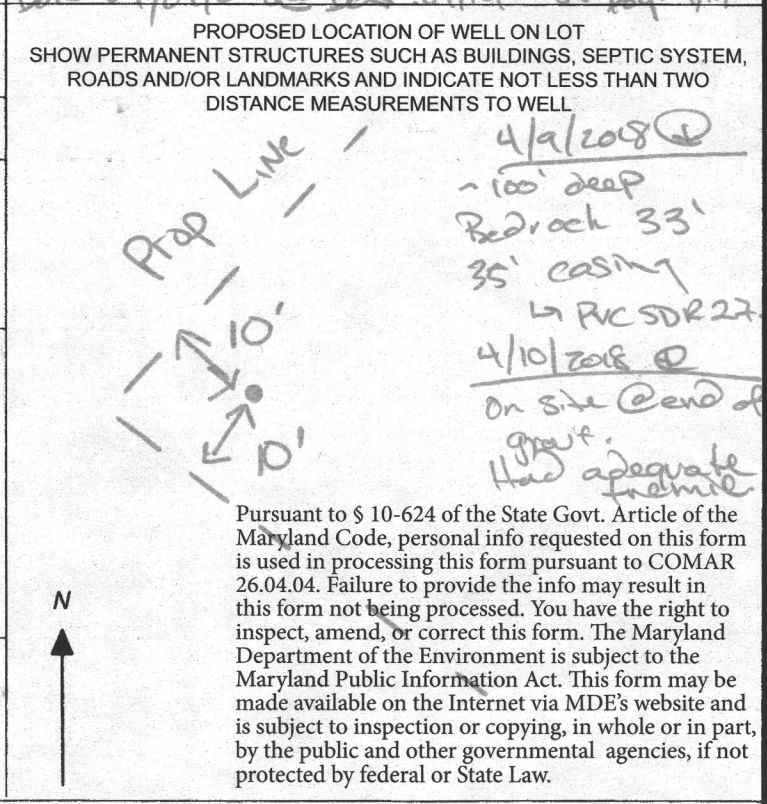 PROPOSED LOCATION OF WELL ON LOT
SHOW PERMANENT STRUCTURES SUCH AS BUILDINGS, SEPTIC SYSTEM,
ROADS AND/OR LANDMARKS AND INDICATE NOT LESS THAN TWO
DISTANCE MEASUREMENTS TO WELL
Prop LINE
10'
10'
4/9/2018
~100' deep
Bedrock 33'
35' casing
↳ PVC SDR 27.
4/10/2018
On site @ end of
grout.
Had adequate
tremie.
N
Pursuant to § 10-624 of the State Govt. Article of the
Maryland Code, personal info requested on this form
is used in processing this form pursuant to COMAR
26.04.04. Failure to provide the info may result in
this form not being processed. You have the right to
inspect, amend, or correct this form. The Maryland
Department of the Environment is subject to the
Maryland Public Information Act. This form may be
made available on the Internet via MDE's website and
is subject to inspection or copying, in whole or in part,
by the public and other governmental agencies, if not
protected by federal or State Law.